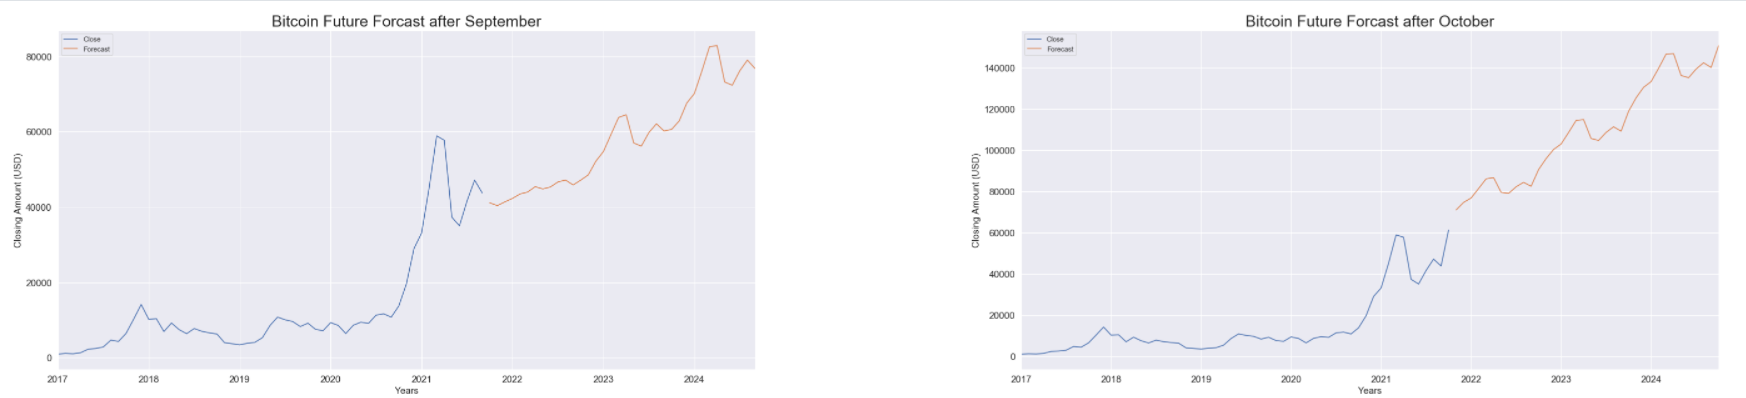 Bitcoin Future Forcast after September
Close
Forecast
80000
60000
40000
20000
0
Closing Amount (USD)
2017 2018 2019 2020 2021 2022 2023 2024
Years
Bitcoin Future Forcast after October
Close
Forecast
140000
120000
100000
80000
60000
40000
20000
0
Closing Amount (USD)
2017 2018 2019 2020 2021 2022 2023 2024
Years